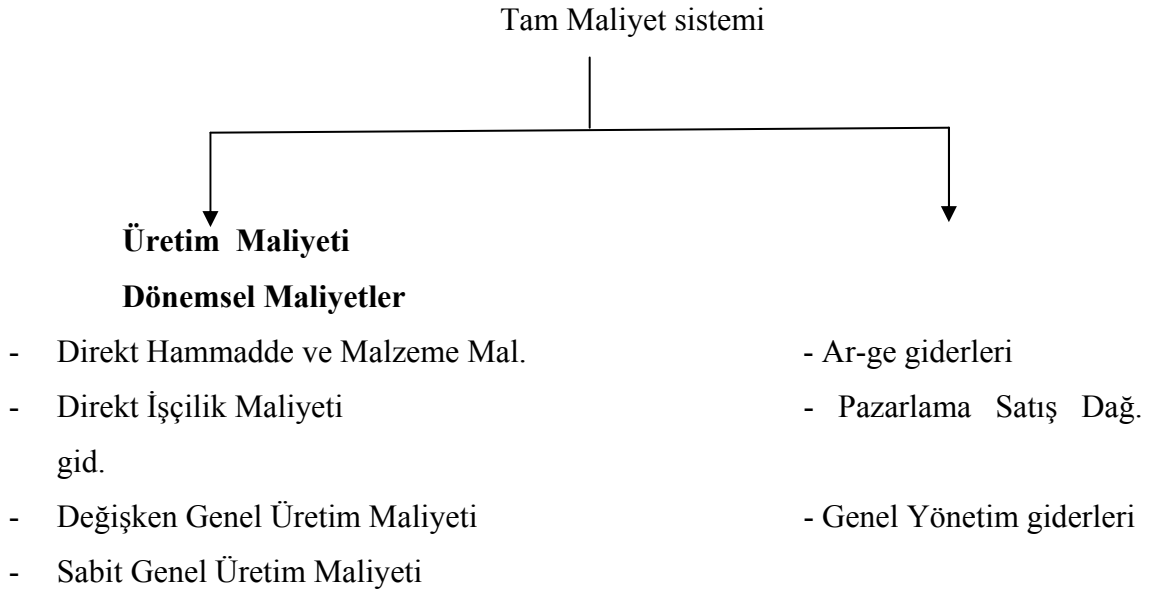 Tam Maliyet sistemi
Üretim Maliyeti
Dönemsel Maliyetler
- Direkt Hammadde ve Malzeme Mal. - Ar-ge giderleri
- Direkt İşçilik Maliyeti - Pazarlama Satış Dağ.
gid.
- Değişken Genel Üretim Maliyeti - Genel Yönetim giderleri
- Sabit Genel Üretim Maliyeti